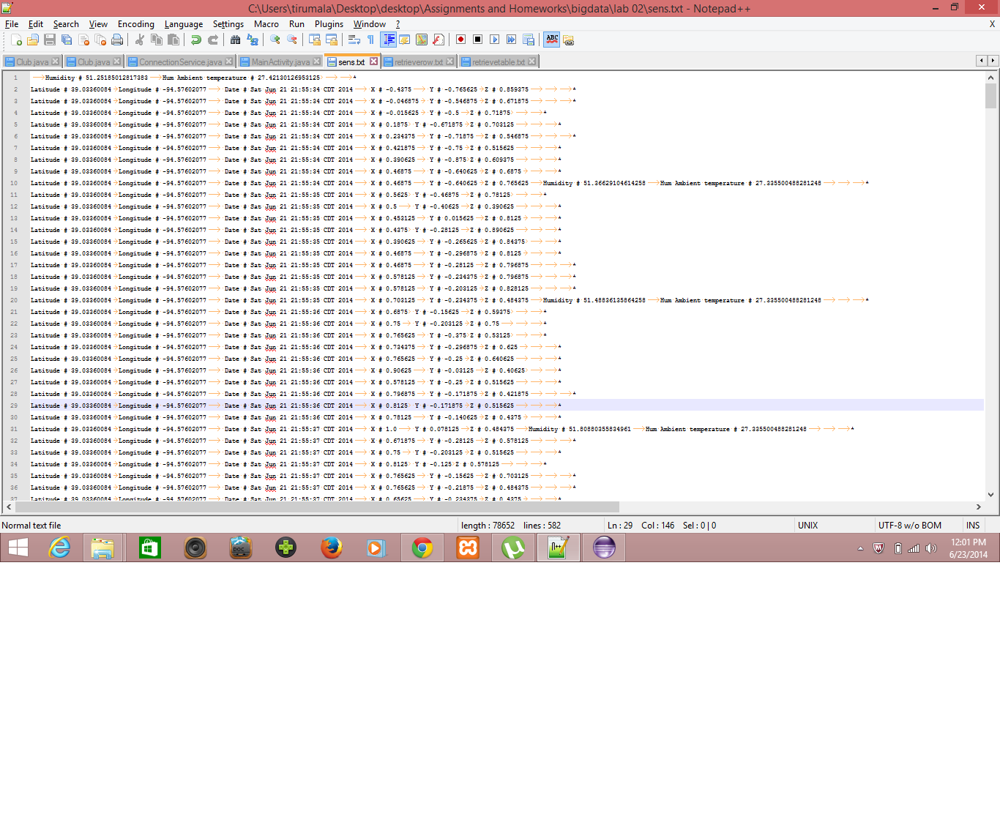 C:\Users\tirumala\Desktop\desktop\Assignments and Homeworks\bigdata\lab 02\sens.txt - Notepad++
File Edit Search View Encoding Language Settings Macro Run Plugins Window ? X
Club.java Club.java ConnectionService.java MainActivity.java sens.txt retrieverow.txt retrievetable.txt
1 Humidity # 51.25185012817383 Hum Ambient temperature # 27.42130126953125 *
2 Latitude # 39.03360084 Longitude # -94.57602077 Date # Sat Jun 21 21:55:34 CDT 2014 X # -0.4375 Y # -0.765625 Z # 0.859375 *
3 Latitude # 39.03360084 Longitude # -94.57602077 Date # Sat Jun 21 21:55:34 CDT 2014 X # -0.046875 Y # -0.546875 Z # 0.671875 *
4 Latitude # 39.03360084 Longitude # -94.57602077 Date # Sat Jun 21 21:55:34 CDT 2014 X # -0.015625 Y # -0.5 Z # 0.71875 *
5 Latitude # 39.03360084 Longitude # -94.57602077 Date # Sat Jun 21 21:55:34 CDT 2014 X # 0.1875 Y # -0.671875 Z # 0.703125 *
6 Latitude # 39.03360084 Longitude # -94.57602077 Date # Sat Jun 21 21:55:34 CDT 2014 X # 0.234375 Y # -0.71875 Z # 0.546875 *
7 Latitude # 39.03360084 Longitude # -94.57602077 Date # Sat Jun 21 21:55:34 CDT 2014 X # 0.421875 Y # -0.75 Z # 0.515625 *
8 Latitude # 39.03360084 Longitude # -94.57602077 Date # Sat Jun 21 21:55:34 CDT 2014 X # 0.390625 Y # -0.875 Z # 0.609375 *
9 Latitude # 39.03360084 Longitude # -94.57602077 Date # Sat Jun 21 21:55:34 CDT 2014 X # 0.46875 Y # -0.640625 Z # 0.6875 *
10 Latitude # 39.03360084 Longitude # -94.57602077 Date # Sat Jun 21 21:55:34 CDT 2014 X # 0.46875 Y # -0.640625 Z # 0.765625 Humidity # 51.36629104614258 Hum Ambient temperature # 27.335500488281248 *
11 Latitude # 39.03360084 Longitude # -94.57602077 Date # Sat Jun 21 21:55:35 CDT 2014 X # 0.5625 Y # -0.46875 Z # 0.78125 *
12 Latitude # 39.03360084 Longitude # -94.57602077 Date # Sat Jun 21 21:55:35 CDT 2014 X # 0.5 Y # -0.40625 Z # 0.390625 *
13 Latitude # 39.03360084 Longitude # -94.57602077 Date # Sat Jun 21 21:55:35 CDT 2014 X # 0.453125 Y # 0.015625 Z # 0.8125 *
14 Latitude # 39.03360084 Longitude # -94.57602077 Date # Sat Jun 21 21:55:35 CDT 2014 X # 0.4375 Y # -0.28125 Z # 0.890625 *
15 Latitude # 39.03360084 Longitude # -94.57602077 Date # Sat Jun 21 21:55:35 CDT 2014 X # 0.390625 Y # -0.265625 Z # 0.84375 *
16 Latitude # 39.03360084 Longitude # -94.57602077 Date # Sat Jun 21 21:55:35 CDT 2014 X # 0.46875 Y # -0.296875 Z # 0.8125 *
17 Latitude # 39.03360084 Longitude # -94.57602077 Date # Sat Jun 21 21:55:35 CDT 2014 X # 0.46875 Y # -0.28125 Z # 0.796875 *
18 Latitude # 39.03360084 Longitude # -94.57602077 Date # Sat Jun 21 21:55:35 CDT 2014 X # 0.578125 Y # -0.234375 Z # 0.796875 *
19 Latitude # 39.03360084 Longitude # -94.57602077 Date # Sat Jun 21 21:55:35 CDT 2014 X # 0.578125 Y # -0.203125 Z # 0.828125 *
20 Latitude # 39.03360084 Longitude # -94.57602077 Date # Sat Jun 21 21:55:35 CDT 2014 X # 0.703125 Y # -0.234375 Z # 0.484375 Humidity # 51.48836135864258 Hum Ambient temperature # 27.335500488281248 *
21 Latitude # 39.03360084 Longitude # -94.57602077 Date # Sat Jun 21 21:55:36 CDT 2014 X # 0.6875 Y # -0.15625 Z # 0.59375 *
22 Latitude # 39.03360084 Longitude # -94.57602077 Date # Sat Jun 21 21:55:36 CDT 2014 X # 0.75 Y # -0.203125 Z # 0.75 *
23 Latitude # 39.03360084 Longitude # -94.57602077 Date # Sat Jun 21 21:55:36 CDT 2014 X # 0.765625 Y # -0.375 Z # 0.53125 *
24 Latitude # 39.03360084 Longitude # -94.57602077 Date # Sat Jun 21 21:55:36 CDT 2014 X # 0.734375 Y # -0.296875 Z # 0.625 *
25 Latitude # 39.03360084 Longitude # -94.57602077 Date # Sat Jun 21 21:55:36 CDT 2014 X # 0.765625 Y # -0.25 Z # 0.640625 *
26 Latitude # 39.03360084 Longitude # -94.57602077 Date # Sat Jun 21 21:55:36 CDT 2014 X # 0.90625 Y # -0.03125 Z # 0.40625 *
27 Latitude # 39.03360084 Longitude # -94.57602077 Date # Sat Jun 21 21:55:36 CDT 2014 X # 0.578125 Y # -0.25 Z # 0.515625 *
28 Latitude # 39.03360084 Longitude # -94.57602077 Date # Sat Jun 21 21:55:36 CDT 2014 X # 0.796875 Y # -0.171875 Z # 0.421875 *
29 Latitude # 39.03360084 Longitude # -94.57602077 Date # Sat Jun 21 21:55:36 CDT 2014 X # 0.8125 Y # -0.171875 Z # 0.515625 *
30 Latitude # 39.03360084 Longitude # -94.57602077 Date # Sat Jun 21 21:55:36 CDT 2014 X # 0.78125 Y # -0.140625 Z # 0.4375 *
31 Latitude # 39.03360084 Longitude # -94.57602077 Date # Sat Jun 21 21:55:37 CDT 2014 X # 1.0 Y # 0.078125 Z # 0.484375 Humidity # 51.80880355834961 Hum Ambient temperature # 27.335500488281248 *
32 Latitude # 39.03360084 Longitude # -94.57602077 Date # Sat Jun 21 21:55:37 CDT 2014 X # 0.671875 Y # -0.28125 Z # 0.578125 *
33 Latitude # 39.03360084 Longitude # -94.57602077 Date # Sat Jun 21 21:55:37 CDT 2014 X # 0.75 Y # -0.203125 Z # 0.515625 *
34 Latitude # 39.03360084 Longitude # -94.57602077 Date # Sat Jun 21 21:55:37 CDT 2014 X # 0.8125 Y # -0.125 Z # 0.578125 *
35 Latitude # 39.03360084 Longitude # -94.57602077 Date # Sat Jun 21 21:55:37 CDT 2014 X # 0.765625 Y # -0.15625 Z # 0.703125 *
36 Latitude # 39.03360084 Longitude # -94.57602077 Date # Sat Jun 21 21:55:37 CDT 2014 X # 0.765625 Y # -0.21875 Z # 0.484375 *
37 Latitude # 39.03360084 Longitude # -94.57602077 Date # Sat Jun 21 21:55:37 CDT 2014 X # 0.65625 Y # -0.234375 Z # 0.4375 *
Normal text file length : 78652 lines : 582 Ln : 29 Col : 146 Sel : 0 | 0 UNIX UTF-8 w/o BOM INS
12:01 PM
6/23/2014